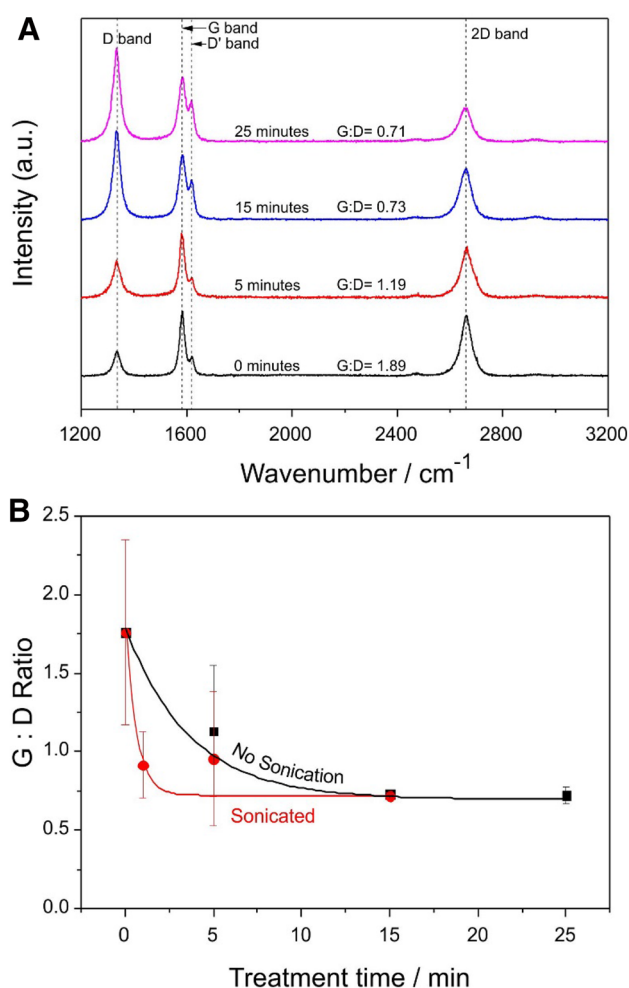 A
D band
G band
D' band
2D band
25 minutes G:D= 0.71
15 minutes G:D= 0.73
5 minutes G:D= 1.19
0 minutes G:D= 1.89
Intensity (a.u.)
1200 1600 2000 2400 2800 3200
Wavenumber / cm⁻¹
B
2.5
2.0
1.5
1.0
0.5
0.0
G : D Ratio
No Sonication
Sonicated
0 5 10 15 20 25
Treatment time / min